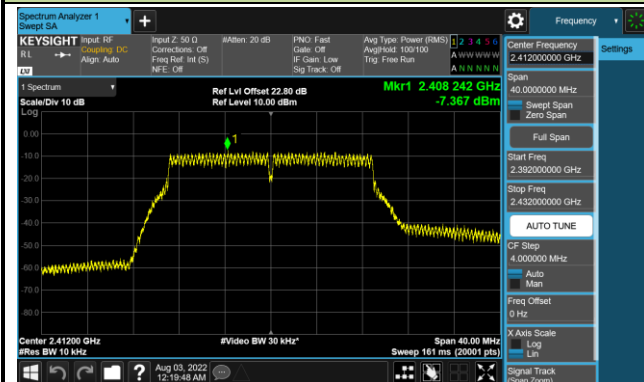 Spectrum Analyzer 1
Swept SA
+
Frequency
KEYSIGHT
RL
LXI
Input: RF
Coupling: DC
Align: Auto
Input Z: 50 Ω
Corrections: Off
Freq Ref: Int (S)
NFE: Off
#Atten: 20 dB
PNO: Fast
Gate: Off
IF Gain: Low
Sig Track: Off
Avg Type: Power (RMS)
Avg|Hold: 100/100
Trig: Free Run
1 2 3 4 5 6
A W W W W W
A N N N N N
Center Frequency
2.412000000 GHz
Settings
Span
40.0000000 MHz
Swept Span
Zero Span
Full Span
Start Freq
2.392000000 GHz
Stop Freq
2.432000000 GHz
AUTO TUNE
CF Step
4.000000 MHz
Auto
Man
Freq Offset
0 Hz
X Axis Scale
Log
Lin
Signal Track
(Span Zoom)
1 Spectrum
Scale/Div 10 dB
Log
Ref Lvl Offset 22.80 dB
Ref Level 10.00 dBm
Mkr1 2.408 242 GHz
-7.367 dBm
1
0.00
-10.0
-20.0
-30.0
-40.0
-50.0
-60.0
-70.0
-80.0
Center 2.41200 GHz
#Res BW 10 kHz
#Video BW 30 kHz*
Span 40.00 MHz
Sweep 161 ms (20001 pts)
?
Aug 03, 2022
12:19:48 AM